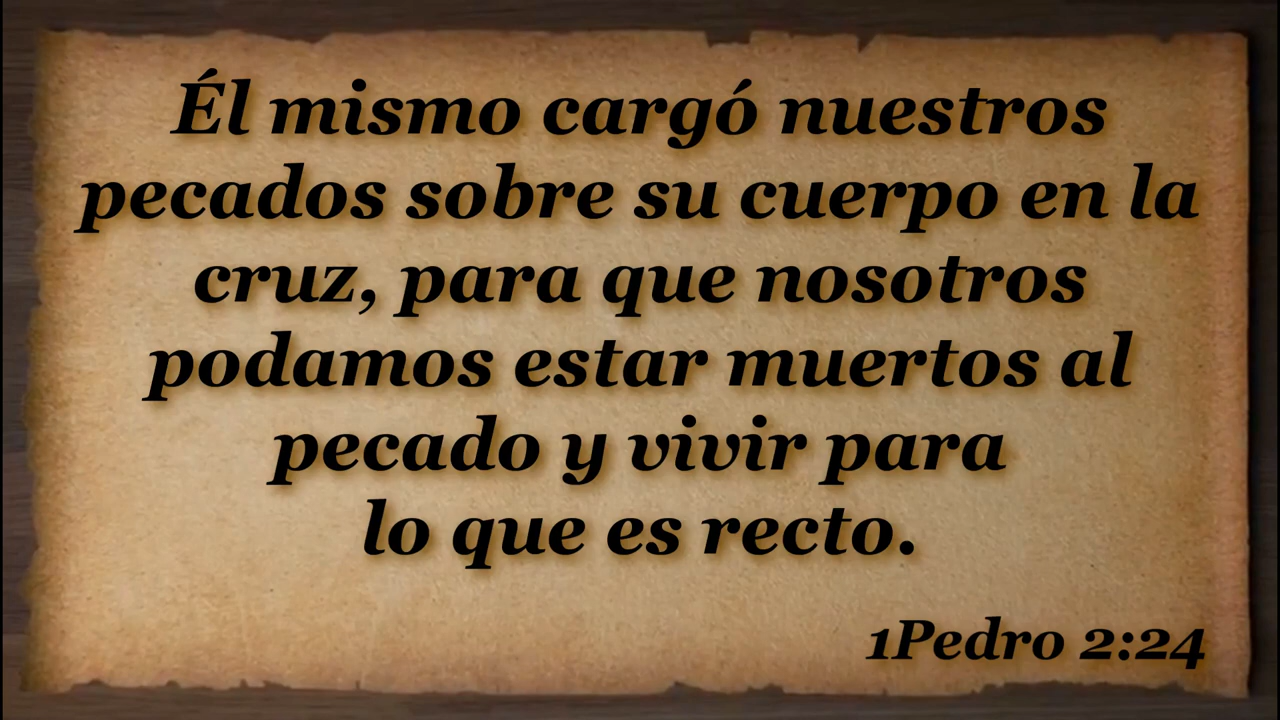 Él mismo cargó nuestros
pecados sobre su cuerpo en la
cruz, para que nosotros
podamos estar muertos al
pecado y vivir para
lo que es recto.
1Pedro 2:24